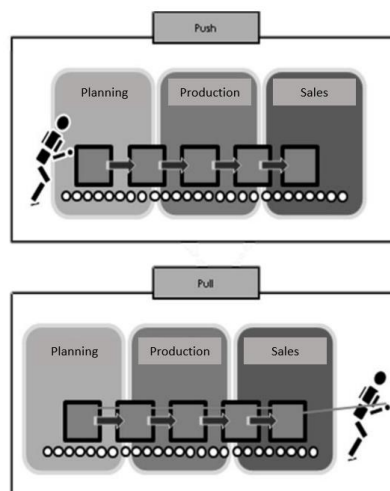 Push
Planning
Production
Sales
Pull
Planning
Production
Sales